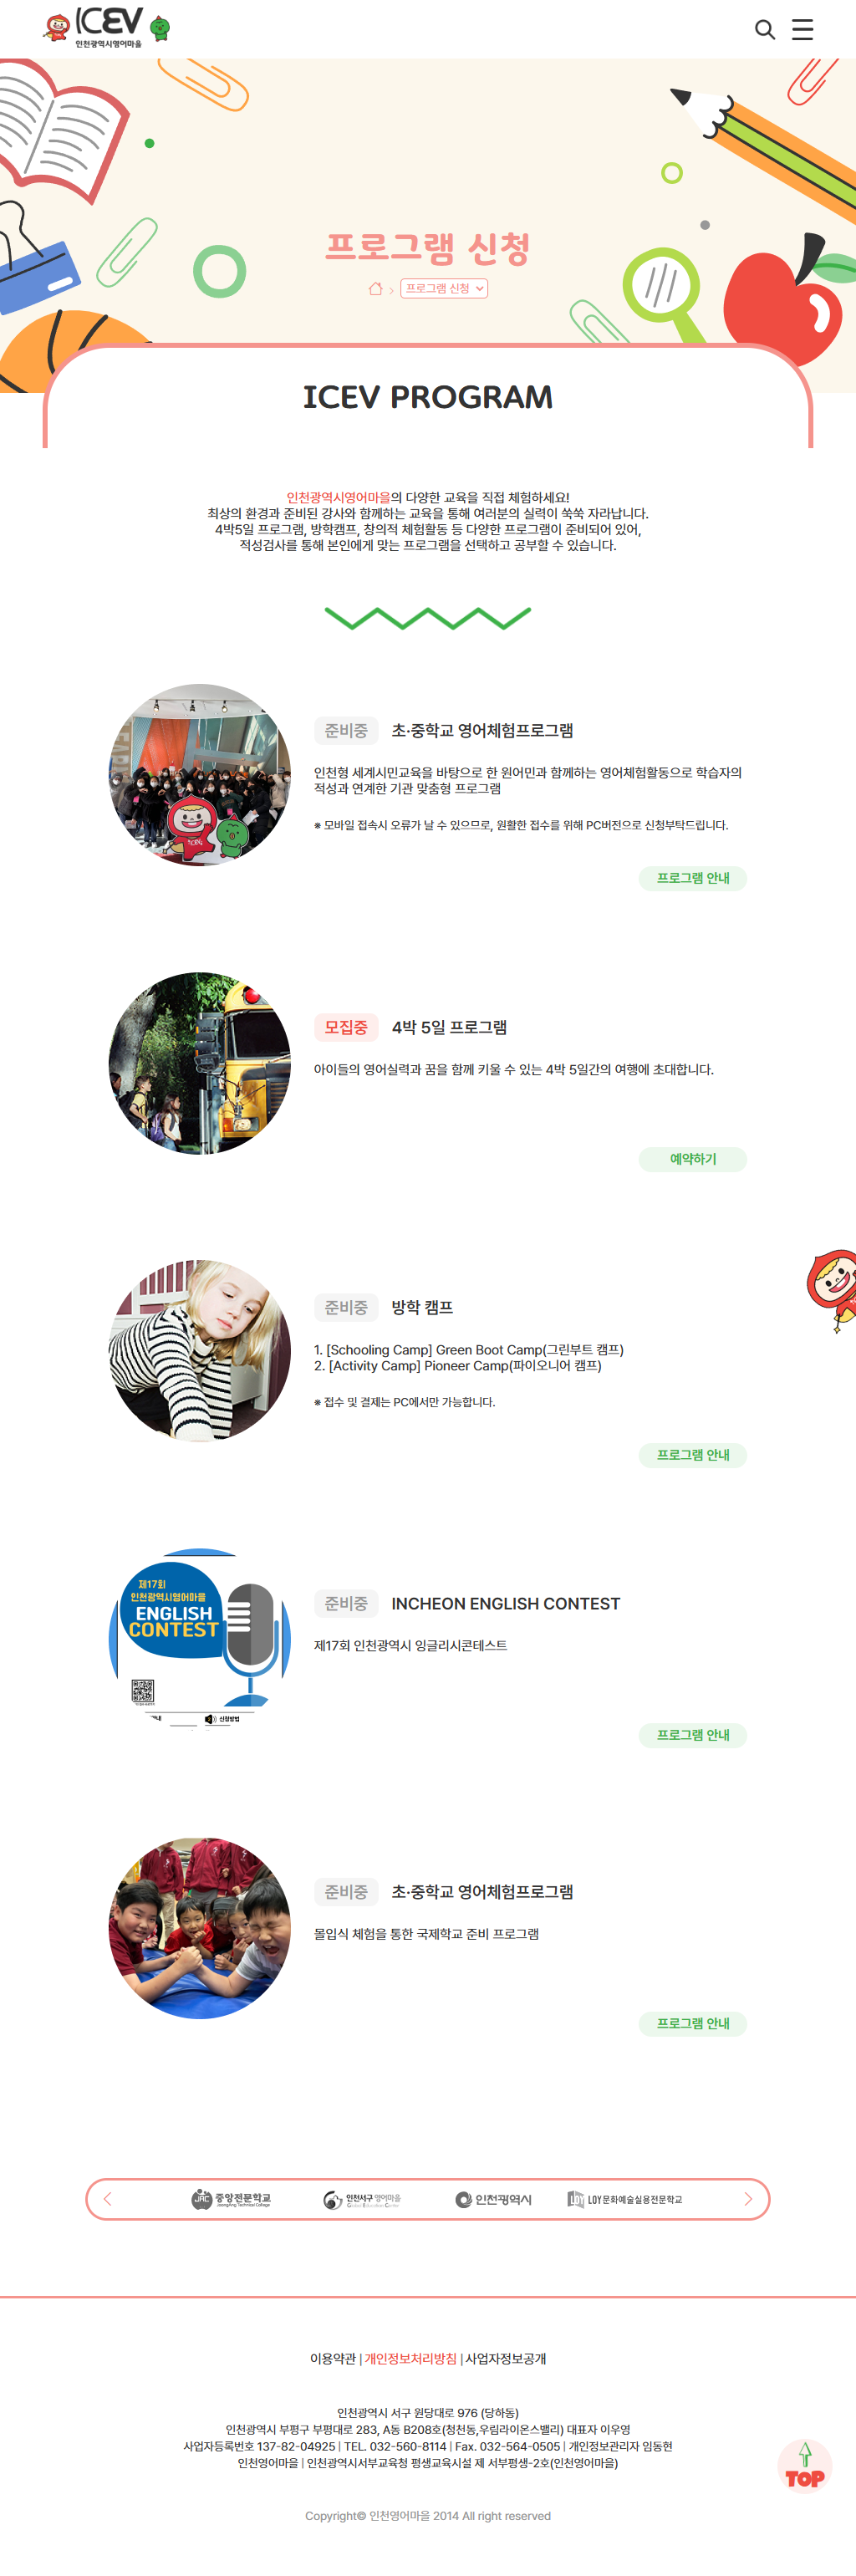 ICEV
인천광역시영어마을
프로그램 신청
프로그램 신청
ICEV PROGRAM
인천광역시영어마을의 다양한 교육을 직접 체험하세요!
최상의 환경과 준비된 강사와 함께하는 교육을 통해 여러분의 실력이 쑥쑥 자라납니다.
4박5일 프로그램, 방학캠프, 창의적 체험활동 등 다양한 프로그램이 준비되어 있어,
적성검사를 통해 본인에게 맞는 프로그램을 선택하고 공부할 수 있습니다.
준비중 초·중학교 영어체험프로그램
인천형 세계시민교육을 바탕으로 한 원어민과 함께하는 영어체험활동으로 학습자의
적성과 연계한 기관 맞춤형 프로그램
※ 모바일 접속시 오류가 날 수 있으므로, 원활한 접수를 위해 PC버전으로 신청부탁드립니다.
프로그램 안내
모집중 4박 5일 프로그램
아이들의 영어실력과 꿈을 함께 키울 수 있는 4박 5일간의 여행에 초대합니다.
예약하기
준비중 방학 캠프
1. [Schooling Camp] Green Boot Camp(그린부트 캠프)
2. [Activity Camp] Pioneer Camp(파이오니어 캠프)
※ 접수 및 결제는 PC에서만 가능합니다.
프로그램 안내
제17회
인천광역시영어마을
ENGLISH
CONTEST
신청방법
준비중 INCHEON ENGLISH CONTEST
제17회 인천광역시 잉글리시콘테스트
프로그램 안내
준비중 초·중학교 영어체험프로그램
몰입식 체험을 통한 국제학교 준비 프로그램
프로그램 안내
JAC 중앙전문학교 JoongAng Technical College
인천서구 영어마을 Global Education Center
인천광역시
LOY 문화예술실용전문학교
이용약관 | 개인정보처리방침 | 사업자정보공개
인천광역시 서구 원당대로 976 (당하동)
인천광역시 부평구 부평대로 283, A동 B208호(청천동,우림라이온스밸리) 대표자 이우영
사업자등록번호 137-82-04925 | TEL. 032-560-8114 | Fax. 032-564-0505 | 개인정보관리자 임동현
인천영어마을 | 인천광역시서부교육청 평생교육시설 제 서부평생-2호(인천영어마을)
TOP
Copyright© 인천영어마을 2014 All right reserved